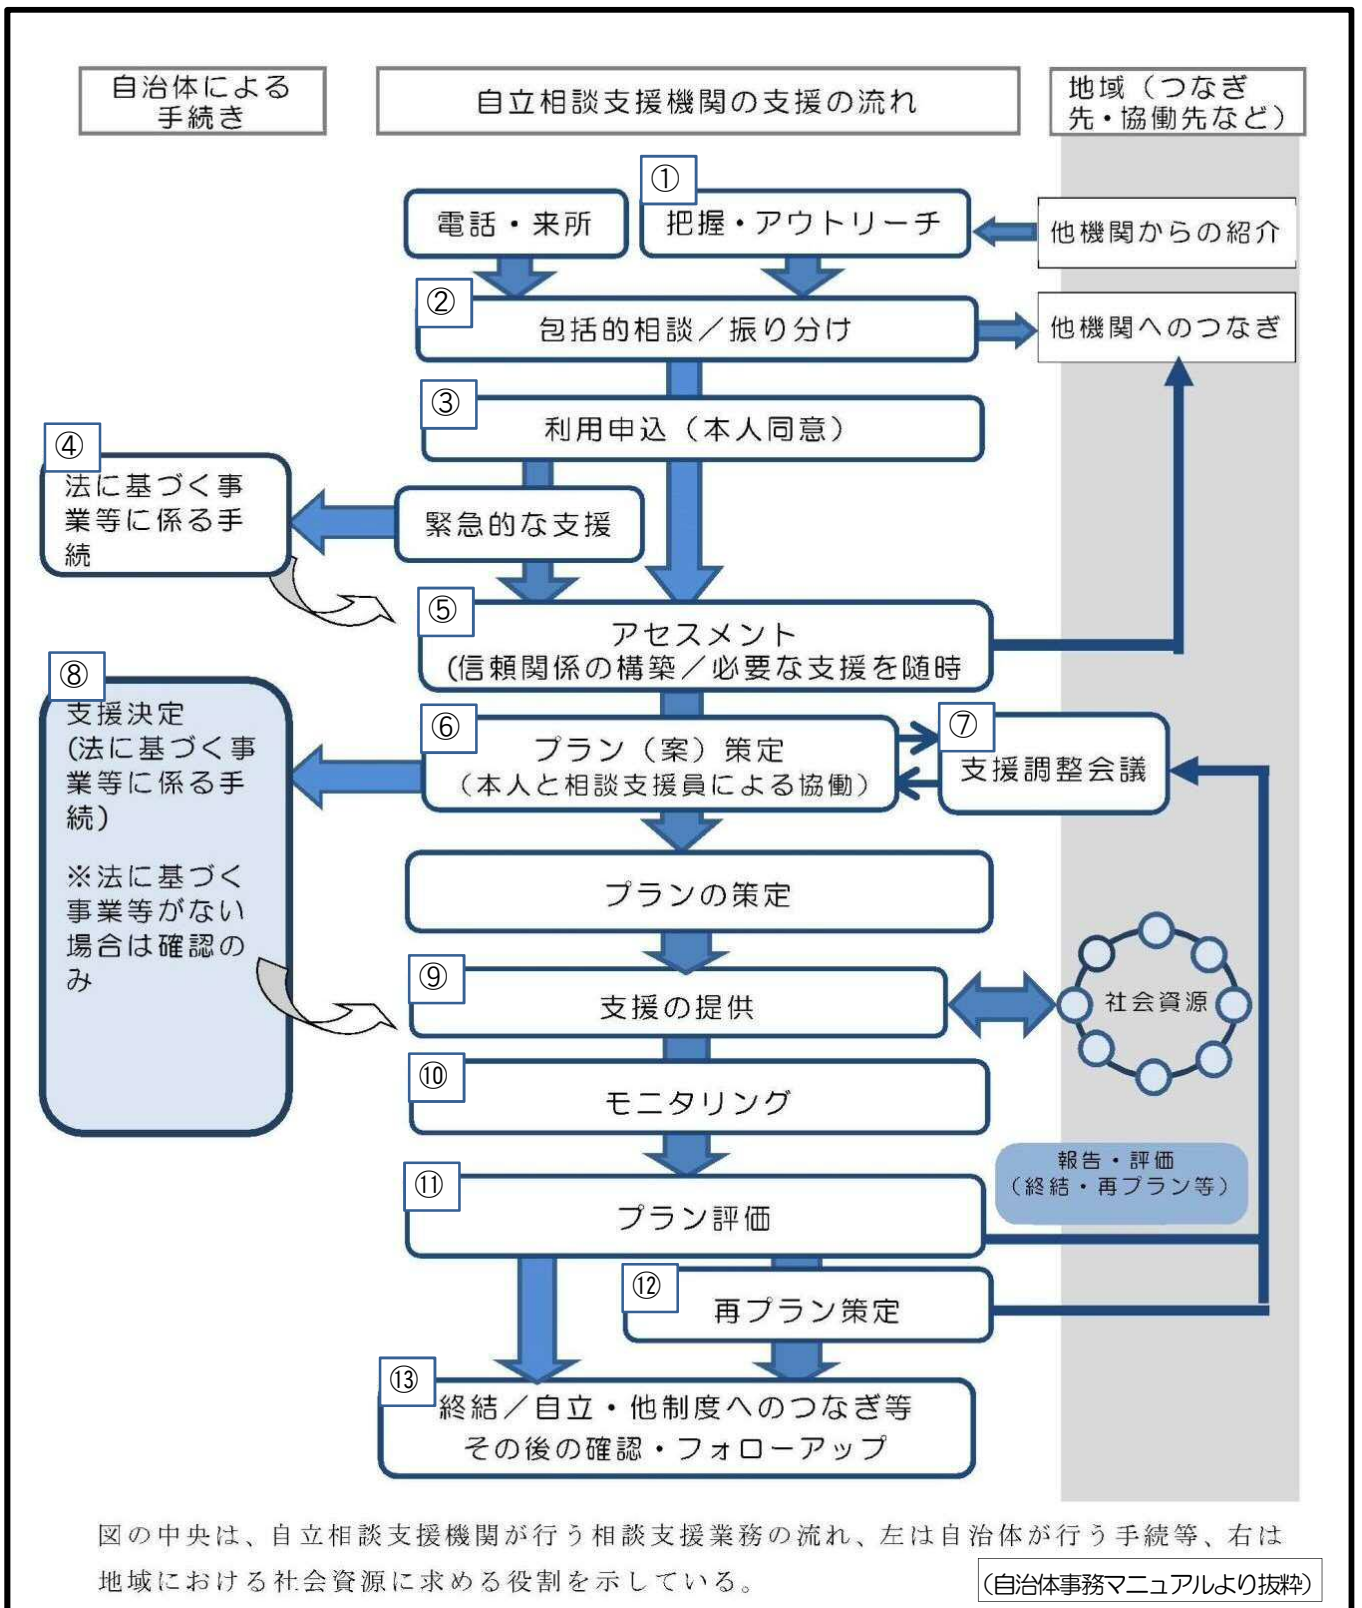 自治体による
手続き
自立相談支援機関の支援の流れ
地域（つなぎ
先・協働先など）
電話・来所
①
把握・アウトリーチ
他機関からの紹介
②
包括的相談／振り分け
他機関へのつなぎ
③
利用申込（本人同意）
④
法に基づく事
業等に係る手
続
緊急的な支援
⑤
アセスメント
(信頼関係の構築／必要な支援を随時
⑥
プラン（案）策定
（本人と相談支援員による協働）
⑦
支援調整会議
⑧
支援決定
(法に基づく事
業等に係る手
続)
※法に基づく
事業等がない
場合は確認の
み
プランの策定
⑨
支援の提供
社会資源
⑩
モニタリング
報告・評価
（終結・再プラン等）
⑪
プラン評価
⑫
再プラン策定
⑬
終結／自立・他制度へのつなぎ等
その後の確認・フォローアップ
図の中央は、自立相談支援機関が行う相談支援業務の流れ、左は自治体が行う手続等、右は
地域における社会資源に求める役割を示している。
(自治体事務マニュアルより抜粋)